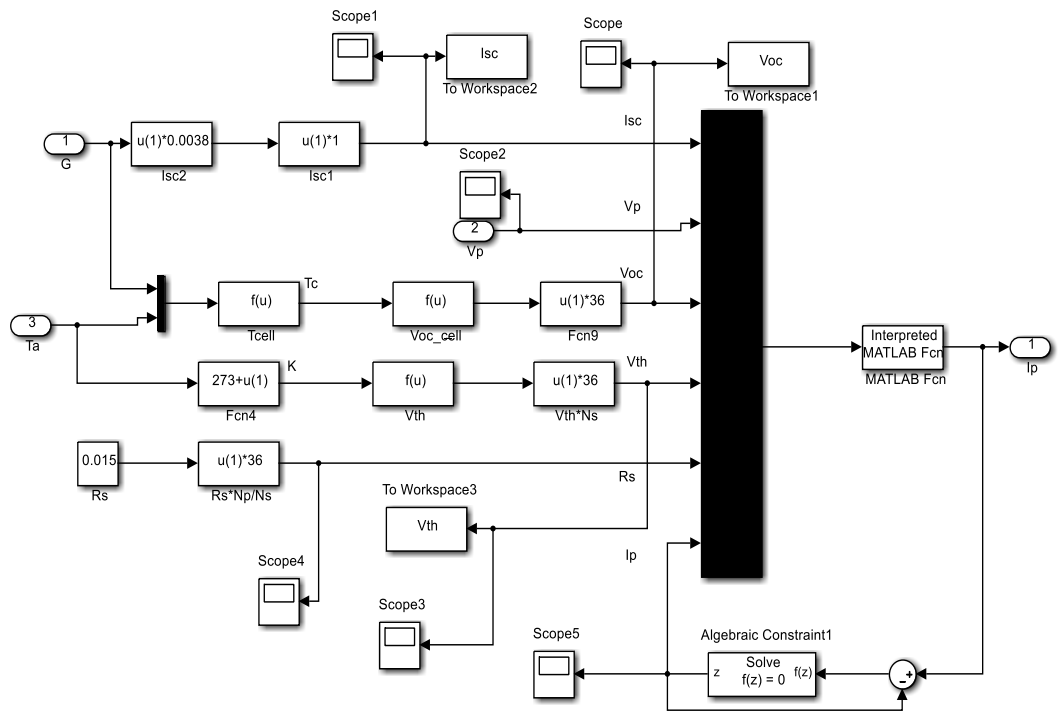 Scope1
Scope
Isc
Voc
To Workspace2
To Workspace1
Isc
1
G
u(1)*0.0038
Isc2
u(1)*1
Isc1
Scope2
Vp
2
Vp
Voc
Tc
f(u)
Tcell
f(u)
Voc_cell
u(1)*36
Fcn9
3
Ta
Interpreted
MATLAB Fcn
MATLAB Fcn
1
Ip
K
Vth
273+u(1)
Fcn4
f(u)
Vth
u(1)*36
Vth*Ns
0.015
Rs
u(1)*36
Rs*Np/Ns
Rs
To Workspace3
Vth
Ip
Scope4
Scope3
Scope5
Algebraic Constraint1
z
Solve
f(z) = 0
f(z)
−
+